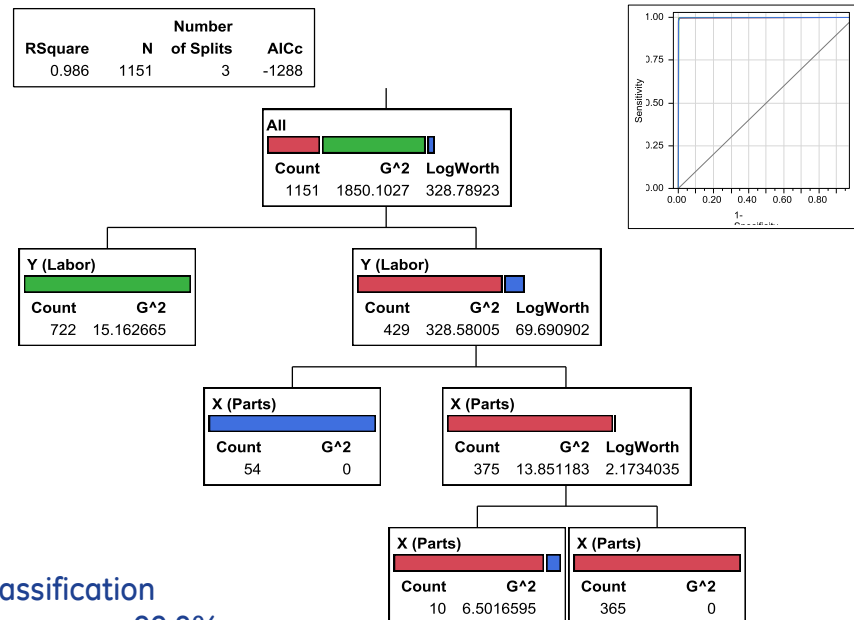 Number
RSquare N of Splits AICc
0.986 1151 3 -1288
1.00
0.75
0.50
0.25
0.00
Sensitivity
0.00 0.20 0.40 0.60 0.80
1-
Specificity
All
Count G^2 LogWorth
1151 1850.1027 328.78923
Y (Labor)
Count G^2
722 15.162665
Y (Labor)
Count G^2 LogWorth
429 328.58005 69.690902
X (Parts)
Count G^2
54 0
X (Parts)
Count G^2 LogWorth
375 13.851183 2.1734035
X (Parts)
Count G^2
10 6.5016595
X (Parts)
Count G^2
365 0
assification